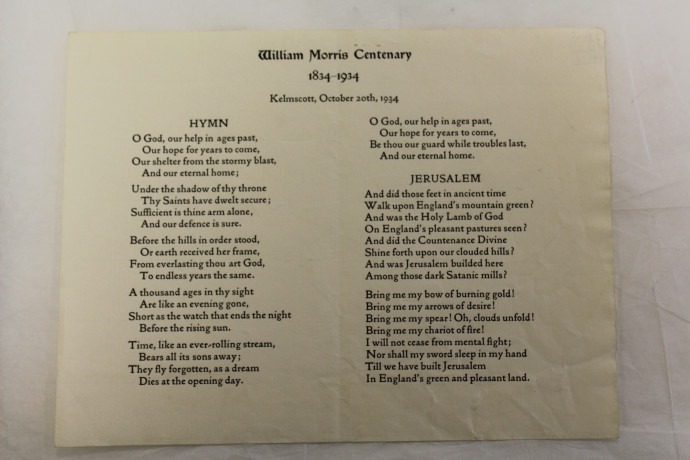 William Morris Centenary
1834-1934
Kelmscott, October 20th, 1934
HYMN
O God, our help in ages past,
Our hope for years to come,
Our shelter from the stormy blast,
And our eternal home;
Under the shadow of thy throne
Thy Saints have dwelt secure;
Sufficient is thine arm alone,
And our defence is sure.
Before the hills in order stood,
Or earth received her frame,
From everlasting thou art God,
To endless years the same.
A thousand ages in thy sight
Are like an evening gone,
Short as the watch that ends the night
Before the rising sun.
Time, like an ever-rolling stream,
Bears all its sons away;
They fly forgotten, as a dream
Dies at the opening day.
O God, our help in ages past,
Our hope for years to come,
Be thou our guard while troubles last,
And our eternal home.
JERUSALEM
And did those feet in ancient time
Walk upon England's mountain green?
And was the Holy Lamb of God
On England's pleasant pastures seen?
And did the Countenance Divine
Shine forth upon our clouded hills?
And was Jerusalem builded here
Among those dark Satanic mills?
Bring me my bow of burning gold!
Bring me my arrows of desire!
Bring me my spear! Oh, clouds unfold!
Bring me my chariot of fire!
I will not cease from mental fight;
Nor shall my sword sleep in my hand
Till we have built Jerusalem
In England's green and pleasant land.